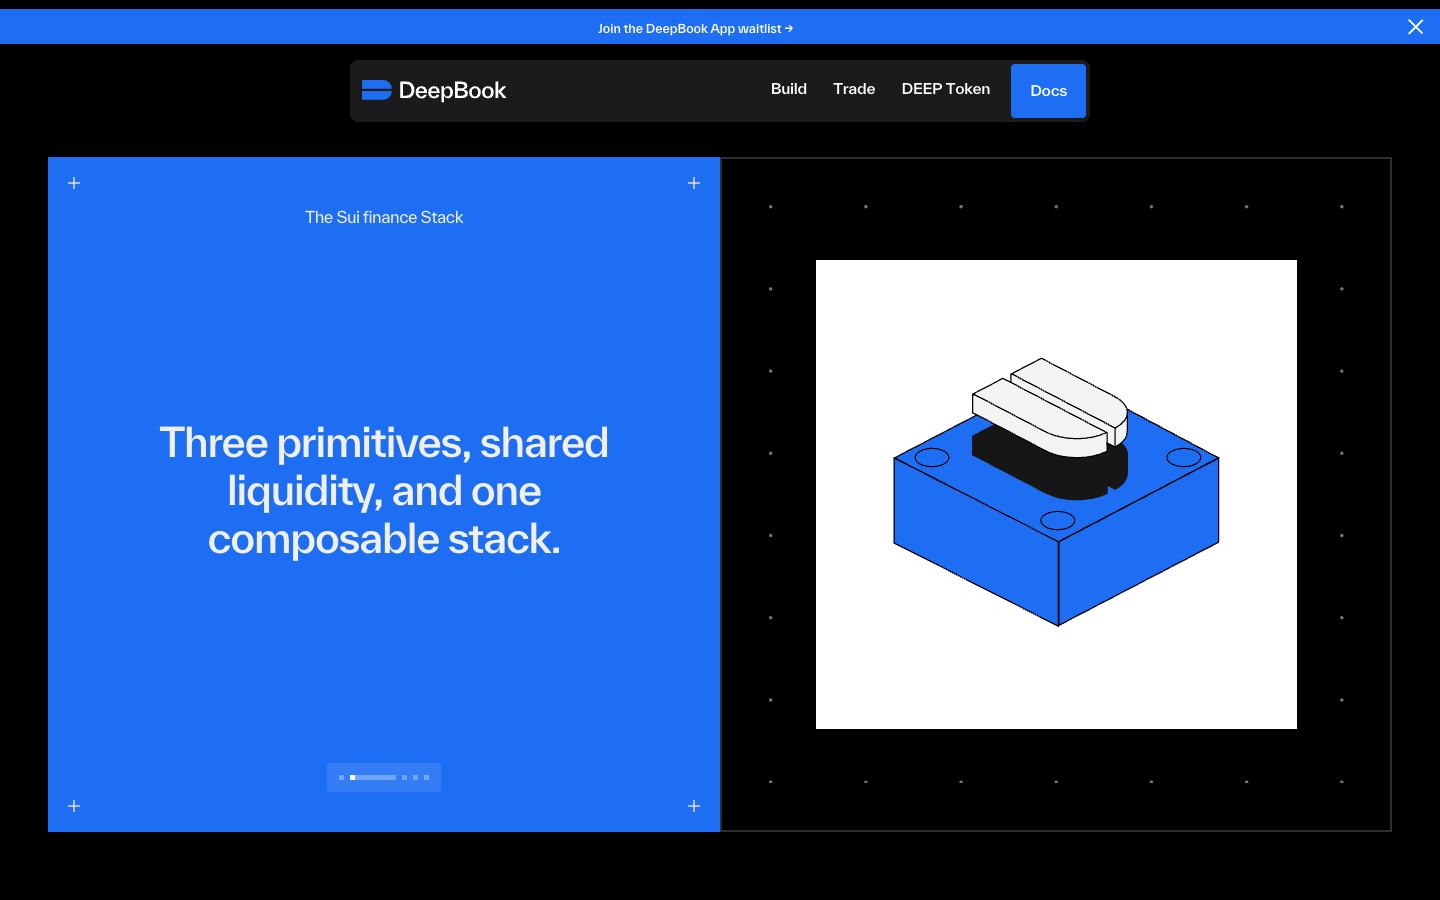 Join the DeepBook App waitlist →
DeepBook
Build
Trade
DEEP Token
Docs
The Sui finance Stack
Three primitives, shared
liquidity, and one
composable stack.